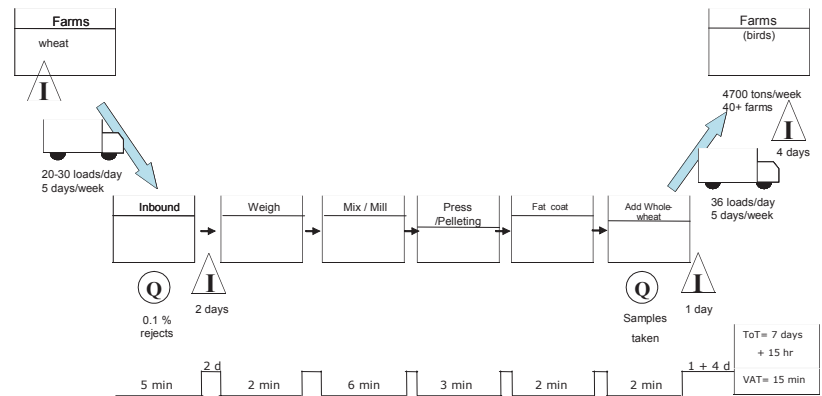 Farms
wheat
I
20-30 loads/day
5 days/week
Farms
(birds)
4700 tons/week
40+ farms
I
4 days
36 loads/day
5 days/week
Inbound
Weigh
Mix / Mill
Press
/Pelleting
Fat coat
Add Whole-
wheat
Q
0.1 %
rejects
I
2 days
Q
Samples
taken
I
1 day
5 min
2 d
2 min
6 min
3 min
2 min
2 min
1 + 4 d
ToT= 7 days
+ 15 hr
VAT= 15 min